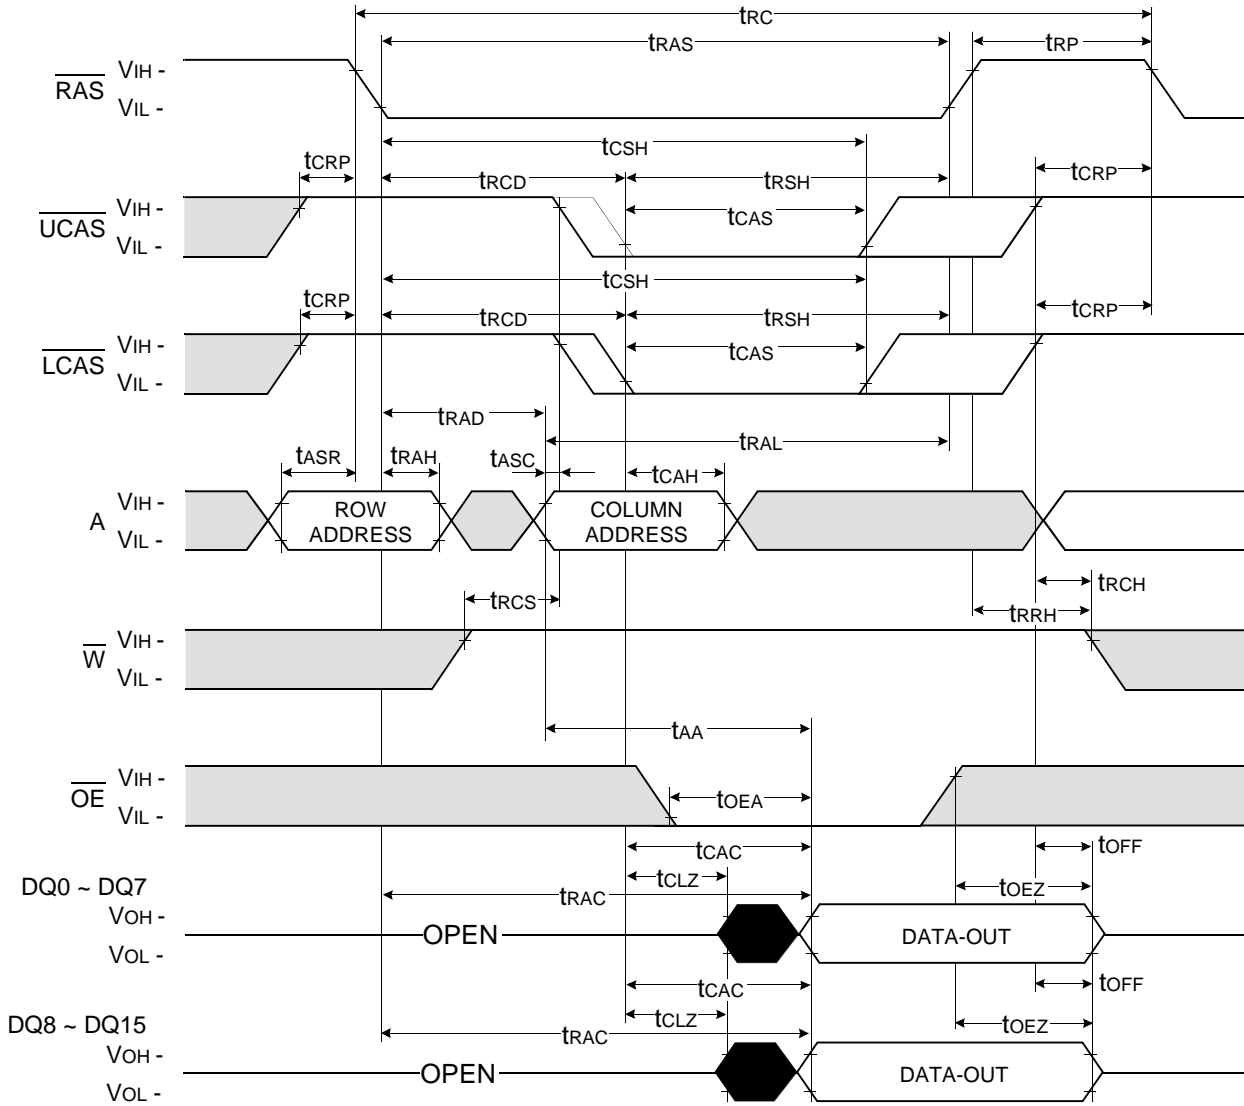 tRC
tRAS
tRP
RAS
VIH -
VIL -
tCSH
tCRP
tRCD
tRSH
tCRP
UCAS
VIH -
VIL -
tCAS
tCSH
tCRP
tRCD
tRSH
tCRP
LCAS
VIH -
VIL -
tCAS
tRAD
tRAL
tASR
tRAH
tASC
tCAH
A
VIH -
VIL -
ROW
ADDRESS
COLUMN
ADDRESS
tRCS
tRCH
tRRH
W
VIH -
VIL -
tAA
OE
VIH -
VIL -
tOEA
tCAC
tOFF
tCLZ
tOEZ
DQ0 ~ DQ7
tRAC
VOH -
VOL -
OPEN
DATA-OUT
tCAC
tOFF
tCLZ
tOEZ
DQ8 ~ DQ15
tRAC
VOH -
VOL -
OPEN
DATA-OUT